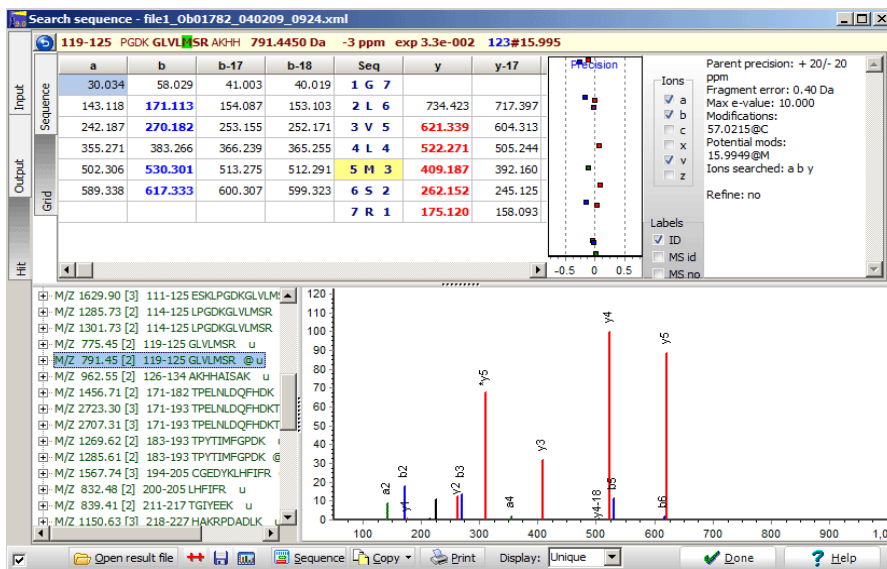 Search sequence - file1_0b01782_040209_0924.xml
119-125 PGDK GLVLMSR AKHH 791.4450 Da -3 ppm exp 3.3e-002 123#15.995
Input
Output
Hit
Sequence
Grid
a b b-17 b-18 Seq y y-17
30.034 58.029 41.003 40.019 1 G 7
143.118 171.113 154.087 153.103 2 L 6 734.423 717.397
242.187 270.182 253.155 252.171 3 V 5 621.339 604.313
355.271 383.266 366.239 365.255 4 L 4 522.271 505.244
502.306 530.301 513.275 512.291 5 M 3 409.187 392.160
589.338 617.333 600.307 599.323 6 S 2 262.152 245.125
7 R 1 175.120 158.093
Precision
-0.5 0 0.5
Ions
a
b
c
x
y
z
Labels
ID
MS id
MS no
Parent precision: + 20/- 20
ppm
Fragment error: 0.40 Da
Max e-value: 10.000
Modifications:
57.0215@C
Potential mods:
15.9949@M
Ions searched: a b y
Refine: no
M/Z 1629.90 [3] 111-125 ESKLPGDKGLVLMS
M/Z 1285.73 [2] 114-125 LPGDKGLVLMSR
M/Z 1301.73 [2] 114-125 LPGDKGLVLMSR
M/Z 775.45 [2] 119-125 GLVLMSR u
M/Z 791.45 [2] 119-125 GLVLMSR @ u
M/Z 962.55 [2] 126-134 AKHHAISAK u
M/Z 1456.71 [2] 171-182 TPELNLDQFHDK
M/Z 2723.30 [3] 171-193 TPELNLDQFHDKT
M/Z 2707.31 [3] 171-193 TPELNLDQFHDKT
M/Z 1269.62 [2] 183-193 TPYTIMFGPDK u
M/Z 1285.61 [2] 183-193 TPYTIMFGPDK @
M/Z 1567.74 [3] 194-205 CGEDYKLHFIFR
M/Z 832.48 [2] 200-205 LHFIFR u
M/Z 839.41 [2] 211-217 TGIYEEK u
M/Z 1150.63 [3] 218-227 HAKRPDADLK u
120
110
100
90
80
70
60
50
40
30
20
10
0
a2 b2 y1 y2 b3 *y5 a4 y3 y4-18 y4 b5 b6 y5
100 200 300 400 500 600 700 800 900 1,0
Open result file Sequence Copy Print Display: Unique Done Help